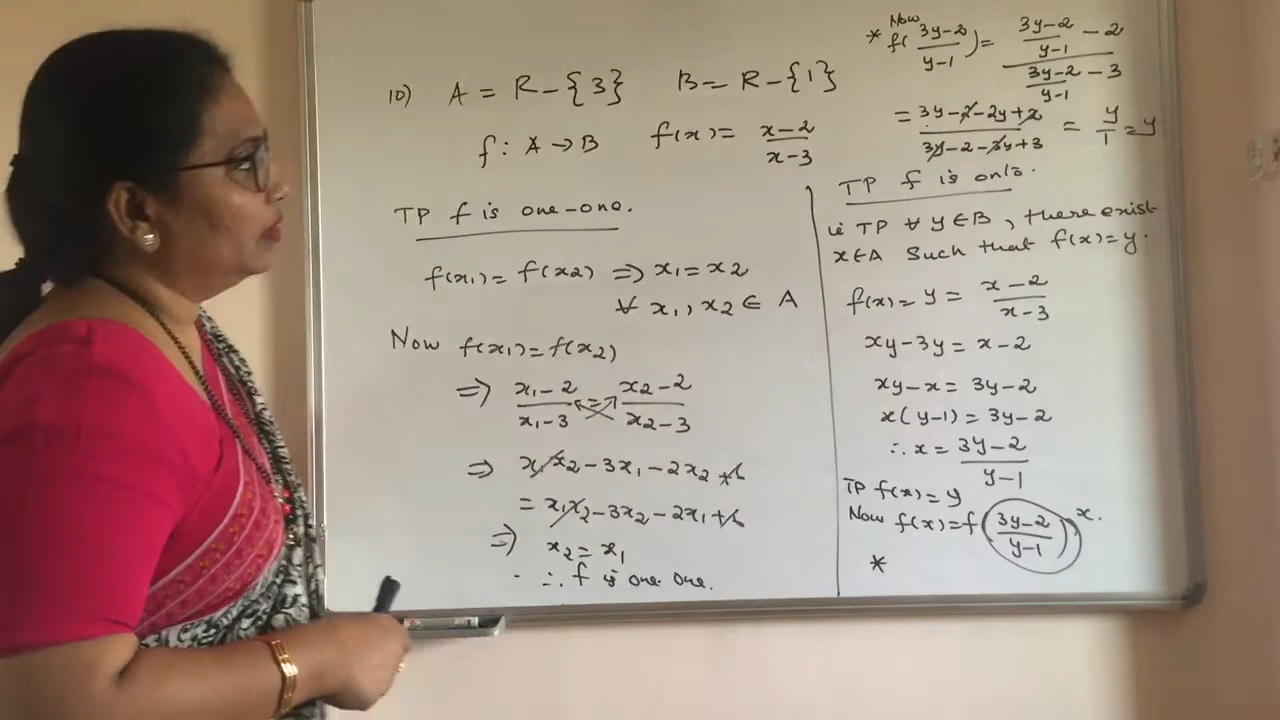 10) A = R - {3}   B = R - {1}
f : A → B   f(x) = (x-2)/(x-3)
TP f is one-one.
f(x₁) = f(x₂) ⇒ x₁ = x₂
∀ x₁, x₂ ∈ A
Now f(x₁) = f(x₂)
⇒ (x₁-2)/(x₁-3) = (x₂-2)/(x₂-3)
⇒ x₁x₂ - 3x₁ - 2x₂ + 6
= x₁x₂ - 3x₂ - 2x₁ + 6
⇒ x₂ = x₁
∴ f is one one.
* Now f((3y-2)/(y-1)) = ((3y-2)/(y-1) - 2)/((3y-2)/(y-1) - 3)
= (3y-2-2y+2)/(3y-2-3y+3) = y/1 = y
TP f is onto.
ie TP ∀ y ∈ B, there exist
x ∈ A Such that f(x) = y.
f(x) = y = (x-2)/(x-3)
xy - 3y = x - 2
xy - x = 3y - 2
x(y-1) = 3y - 2
∴ x = (3y-2)/(y-1)
TP f(x) = y
Now f(x) = f((3y-2)/(y-1)) x.
*